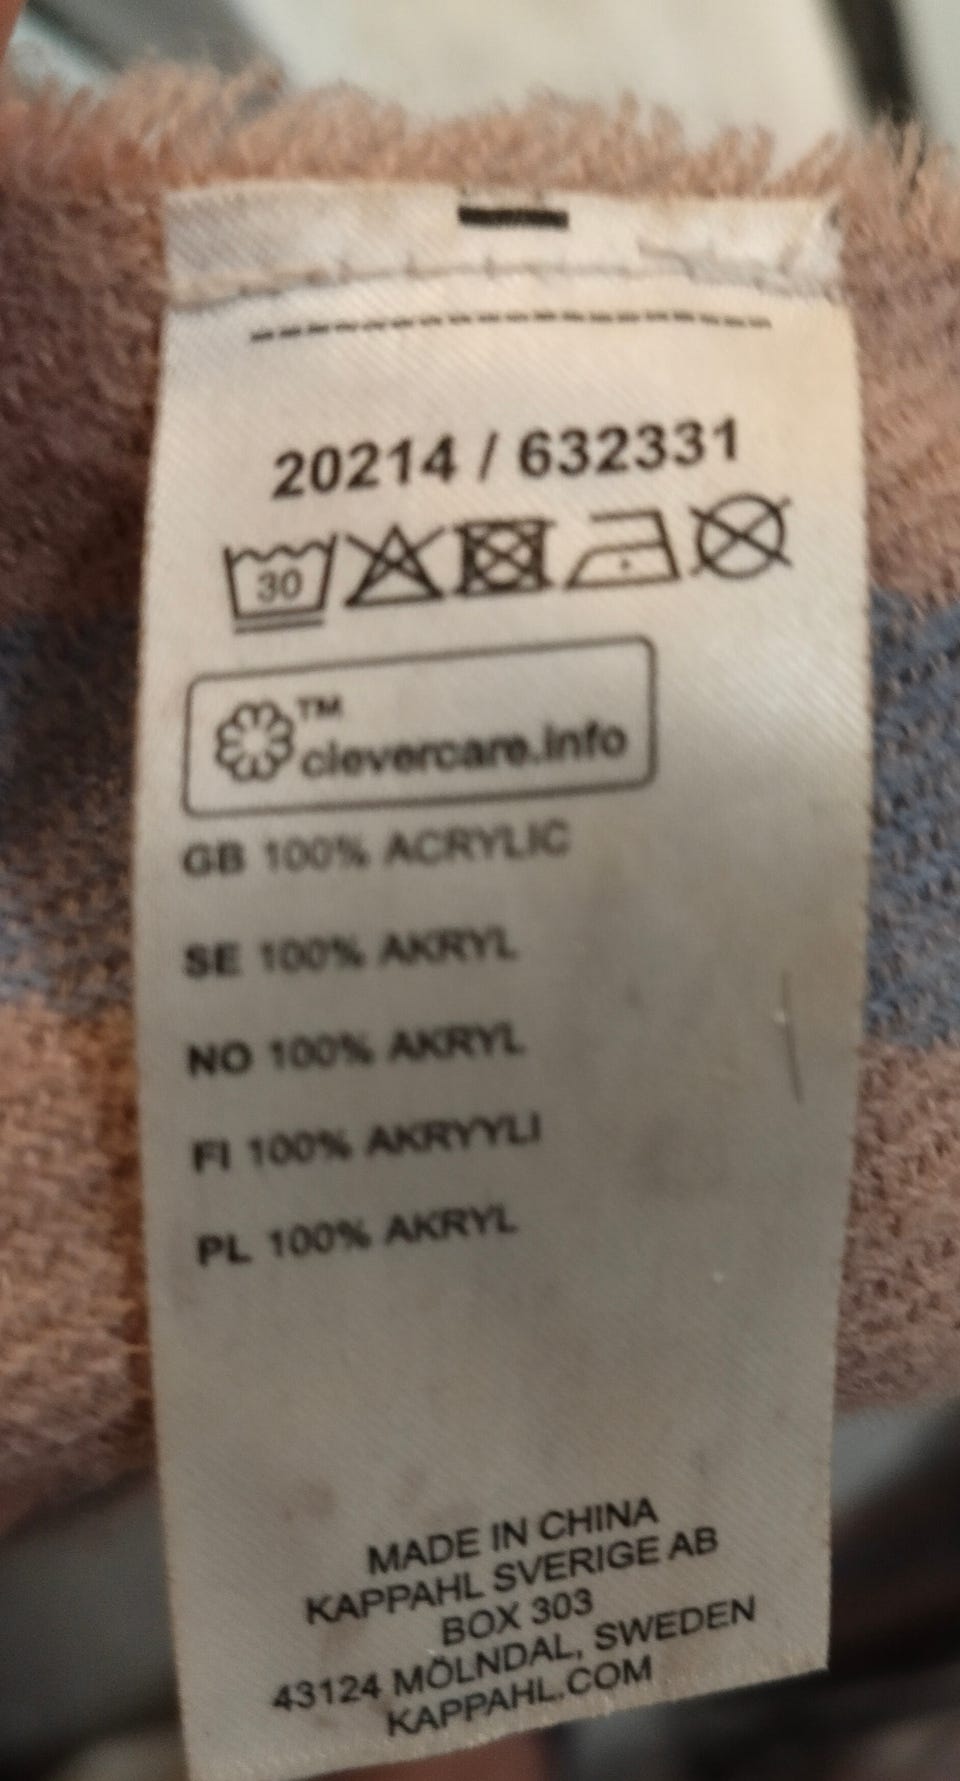 20214 / 632331
30
TM
clevercare.info
GB 100% ACRYLIC
SE 100% AKRYL
NO 100% AKRYL
FI 100% AKRYYLI
PL 100% AKRYL
MADE IN CHINA
KAPPAHL SVERIGE AB
BOX 303
43124 MÖLNDAL, SWEDEN
KAPPAHL.COM